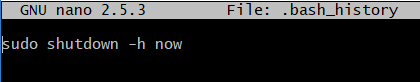 GNU nano 2.5.3 File: .bash_history
sudo shutdown -h now